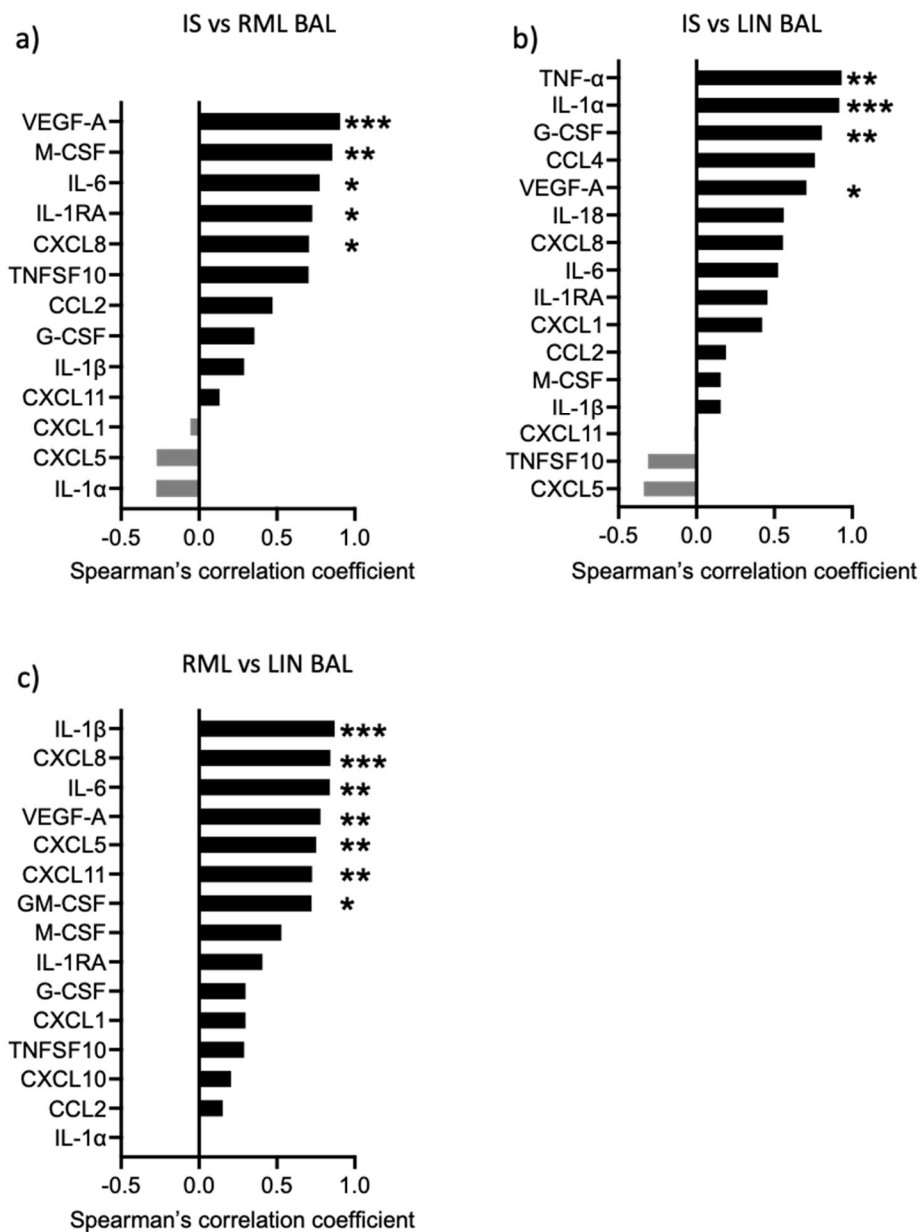 a)
IS vs RML BAL
VEGF-A ***
M-CSF **
IL-6 *
IL-1RA *
CXCL8 *
TNFSF10
CCL2
G-CSF
IL-1β
CXCL11
CXCL1
CXCL5
IL-1α
-0.5 0.0 0.5 1.0
Spearman's correlation coefficient
b)
IS vs LIN BAL
TNF-α **
IL-1α ***
G-CSF **
CCL4
VEGF-A *
IL-18
CXCL8
IL-6
IL-1RA
CXCL1
CCL2
M-CSF
IL-1β
CXCL11
TNFSF10
CXCL5
-0.5 0.0 0.5 1.0
Spearman's correlation coefficient
c)
RML vs LIN BAL
IL-1β ***
CXCL8 ***
IL-6 **
VEGF-A **
CXCL5 **
CXCL11 **
GM-CSF *
M-CSF
IL-1RA
G-CSF
CXCL1
TNFSF10
CXCL10
CCL2
IL-1α
-0.5 0.0 0.5 1.0
Spearman's correlation coefficient